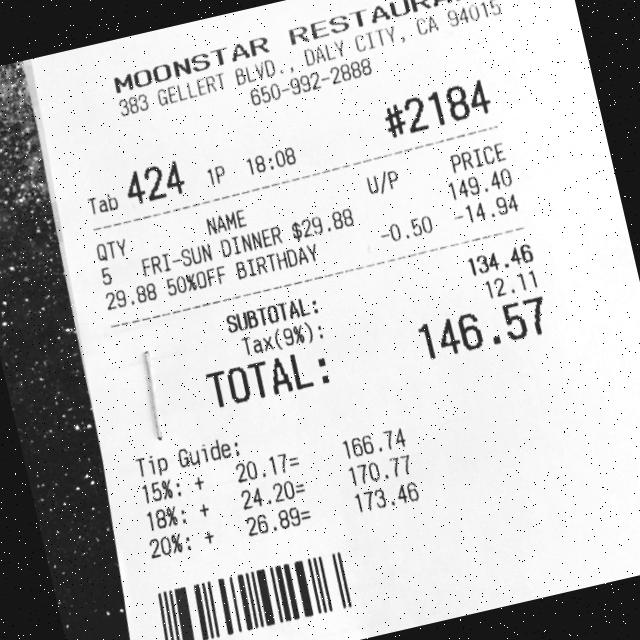 MOONSTAR RESTAURA
383 GELLERT BLVD., DALY CITY, CA 94015
650-992-2888
#2184
Tab 424 1P 18:08
QTY NAME U/P PRICE
5 FRI-SUN DINNER $29.88 149.40
29.88 50%OFF BIRTHDAY -0.50 -14.94
SUBTOTAL: 134.46
Tax(9%): 12.11
TOTAL: 146.57
Tip Guide:
15%: + 20.17= 166.74
18%: + 24.20= 170.77
20%: + 26.89= 173.46